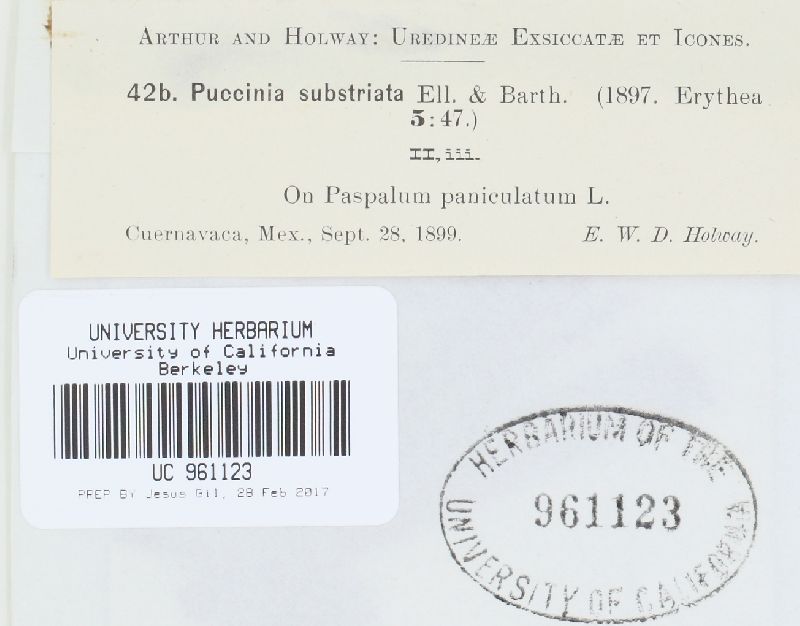 Arthur and Holway: Uredineæ Exsiccatæ et Icones.
42b. Puccinia substriata Ell. & Barth. (1897. Erythea
5:47.)
II, iii.
On Paspalum paniculatum L.
Cuernavaca, Mex., Sept. 28, 1899. E. W. D. Holway.
UNIVERSITY HERBARIUM
University of California
Berkeley
UC 961123
PREP BY Jesus Gil, 28 Feb 2017
HERBARIUM OF THE
961123
UNIVERSITY OF CALIFORNIA